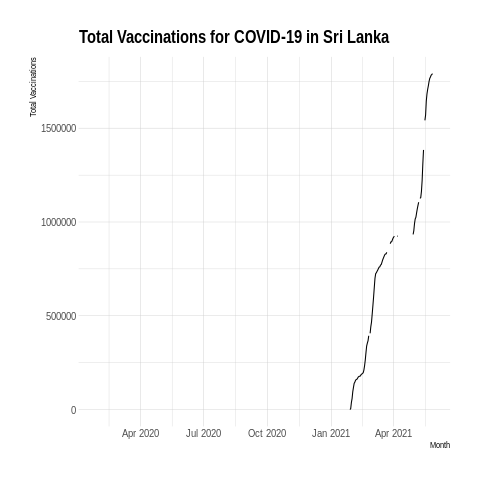 Total Vaccinations for COVID-19 in Sri Lanka
Total Vaccinations
1500000
1000000
500000
0
Apr 2020 Jul 2020 Oct 2020 Jan 2021 Apr 2021
Month